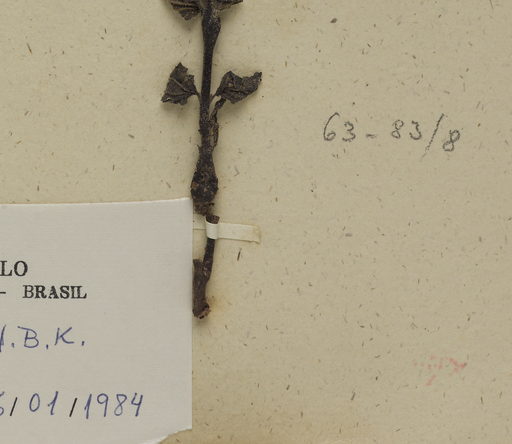 63-83/8
LO
- BRASIL
.B.K.
/01/1984